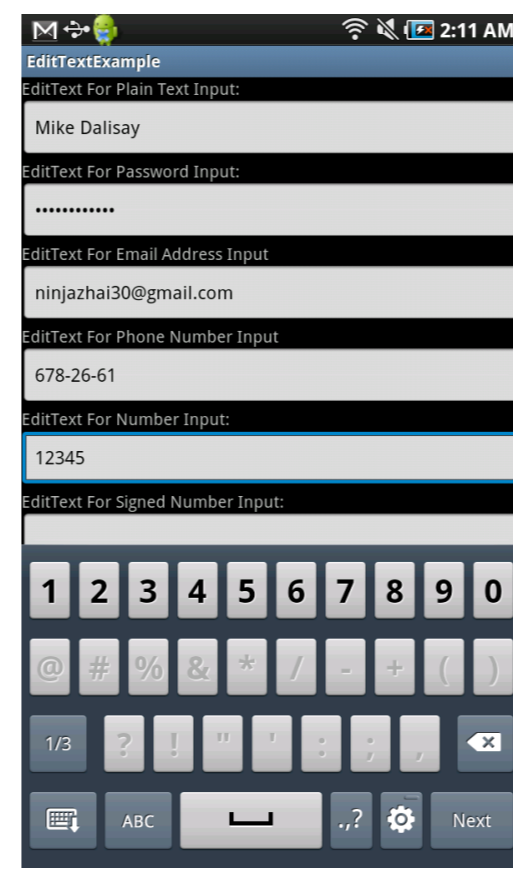 2:11 AM
EditTextExample
EditText For Plain Text Input:
Mike Dalisay
EditText For Password Input:
••••••••••••
EditText For Email Address Input
ninjazhai30@gmail.com
EditText For Phone Number Input
678-26-61
EditText For Number Input:
12345
EditText For Signed Number Input:
1 2 3 4 5 6 7 8 9 0
@ # % & * / - + ( )
1/3 ? ! " ' : ; ,
ABC .,? Next